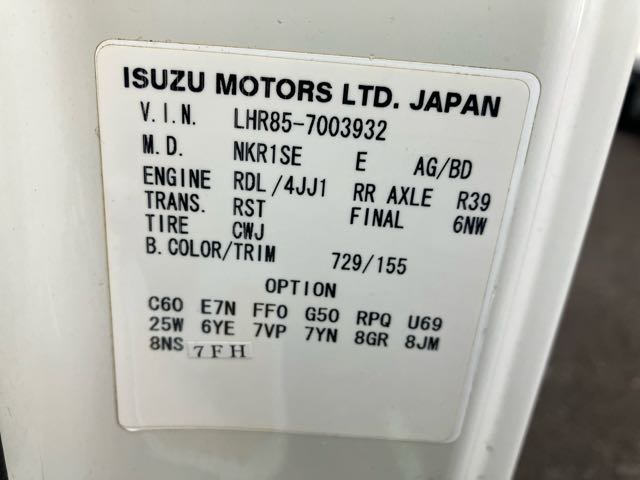 ISUZU MOTORS LTD. JAPAN
V.I.N. LHR85-7003932
M.D. NKR1SE E AG/BD
ENGINE RDL/4JJ1 RR AXLE R39
TRANS. RST FINAL 6NW
TIRE CWJ
B.COLOR/TRIM 729/155
OPTION
C60 E7N FF0 G50 RPQ U69
25W 6YE 7VP 7YN 8GR 8JM
8NS 7FH